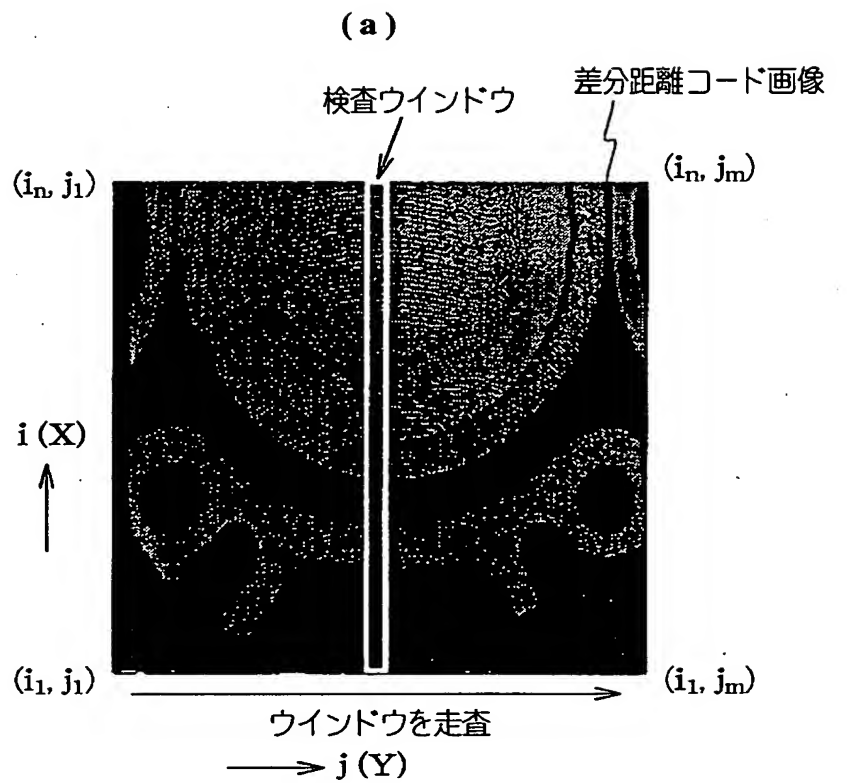 (a)
差分距離コード画像
検査ウインドウ
(iₙ, j₁)
(iₙ, jₘ)
i (X)
(i₁, j₁)
(i₁, jₘ)
ウインドウを走査
j (Y)